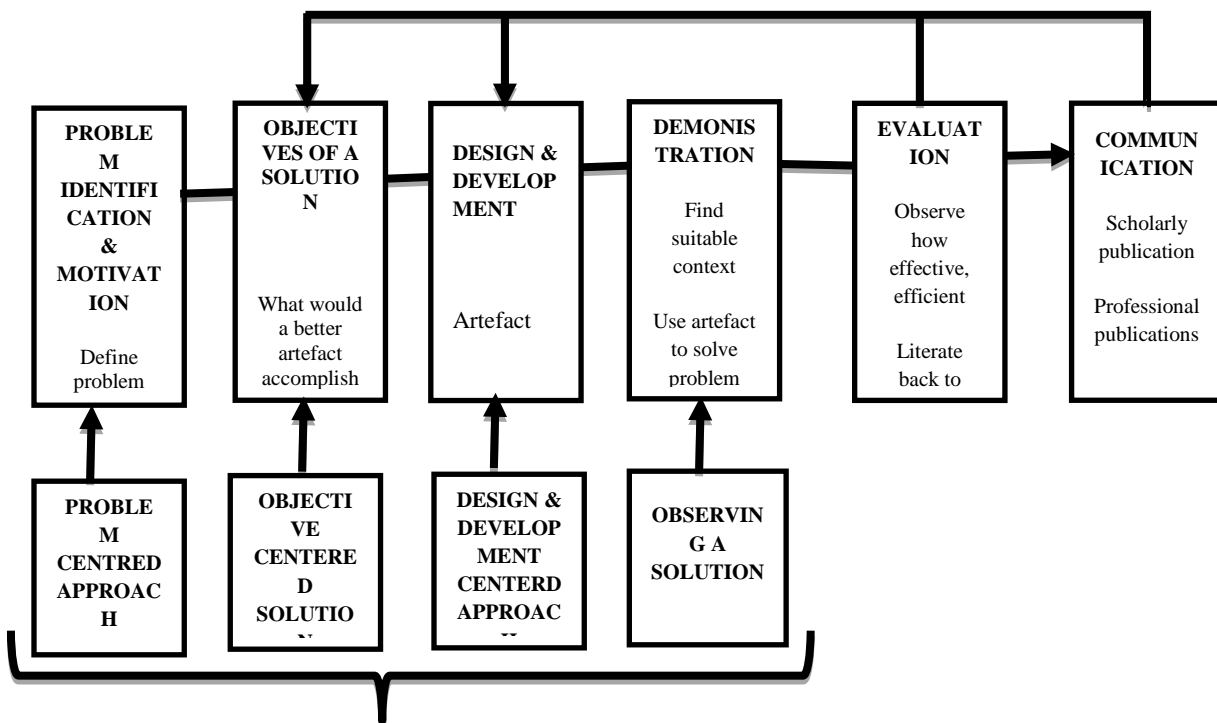 PROBLE
M
IDENTIFI
CATION
&
MOTIVAT
ION
Define
problem
OBJECTI
VES OF A
SOLUTIO
N
What would
a better
artefact
accomplish
DESIGN &
DEVELOP
MENT
Artefact
DEMONIS
TRATION
Find
suitable
context
Use artefact
to solve
problem
EVALUAT
ION
Observe
how
effective,
efficient
Literate
back to
COMMUN
ICATION
Scholarly
publication
Professional
publications
PROBLE
M
CENTRED
APPROAC
H
OBJECTI
VE
CENTERE
D
SOLUTIO
N
DESIGN &
DEVELOP
MENT
CENTERD
APPROAC
H
OBSERVIN
G A
SOLUTION